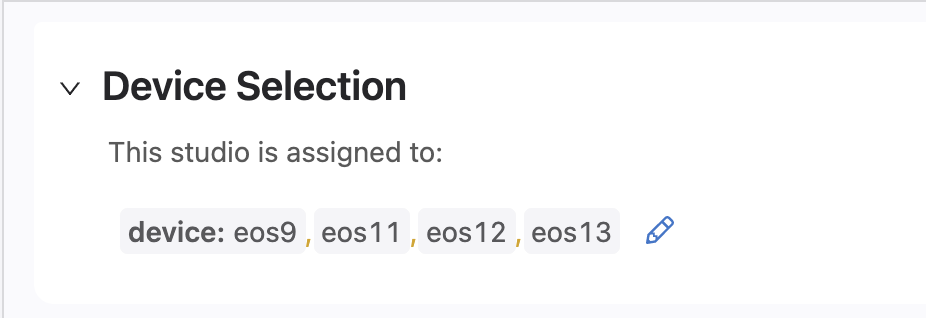 Device Selection
This studio is assigned to:
device: eos9, eos11, eos12, eos13